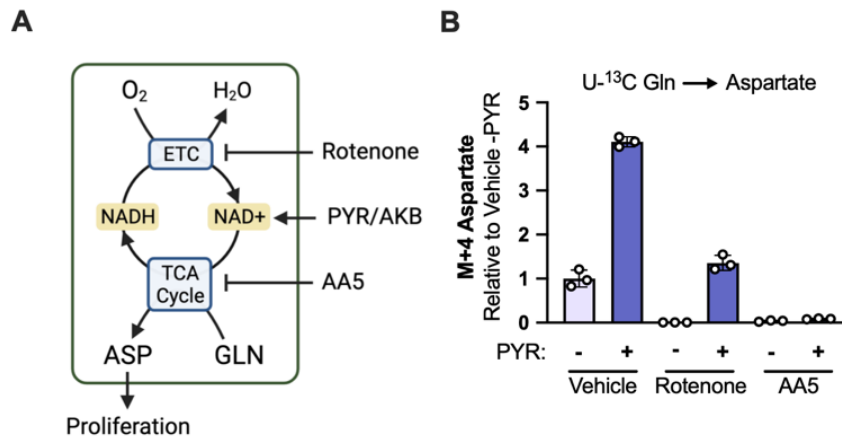 A
O₂
H₂O
ETC
Rotenone
NADH
NAD+
PYR/AKB
TCA
Cycle
AA5
ASP
GLN
Proliferation
B
U-¹³C Gln → Aspartate
M+4 Aspartate
Relative to Vehicle -PYR
5
4
3
2
1
0
PYR: - + - + - +
Vehicle Rotenone AA5